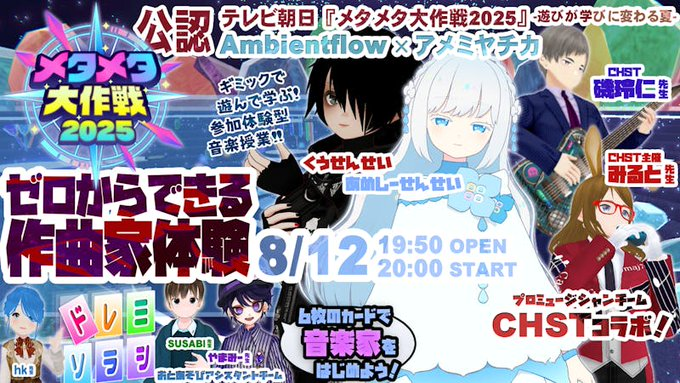 公認 テレビ朝日『メタメタ大作戦2025』-遊びが学びに変わる夏-
Ambientflow×アメミヤチカ
メタメタ
大作戦
2025
ギミックで
遊んで学ぶ!
参加体験型
音楽授業!!
CHST
磯玲仁先生
くぅせんせい
あめしーせんせい
CHST主催
みると先生
ゼロからできる
作曲家体験
8/12
19:50 OPEN
20:00 START
プロミュージシャンチーム
CHSTコラボ!
ドレミ
ソラシ
hk
SUSABI
やまみー
おとあそびアシスタントチーム
6枚のカードで
音楽家を
はじめよう!